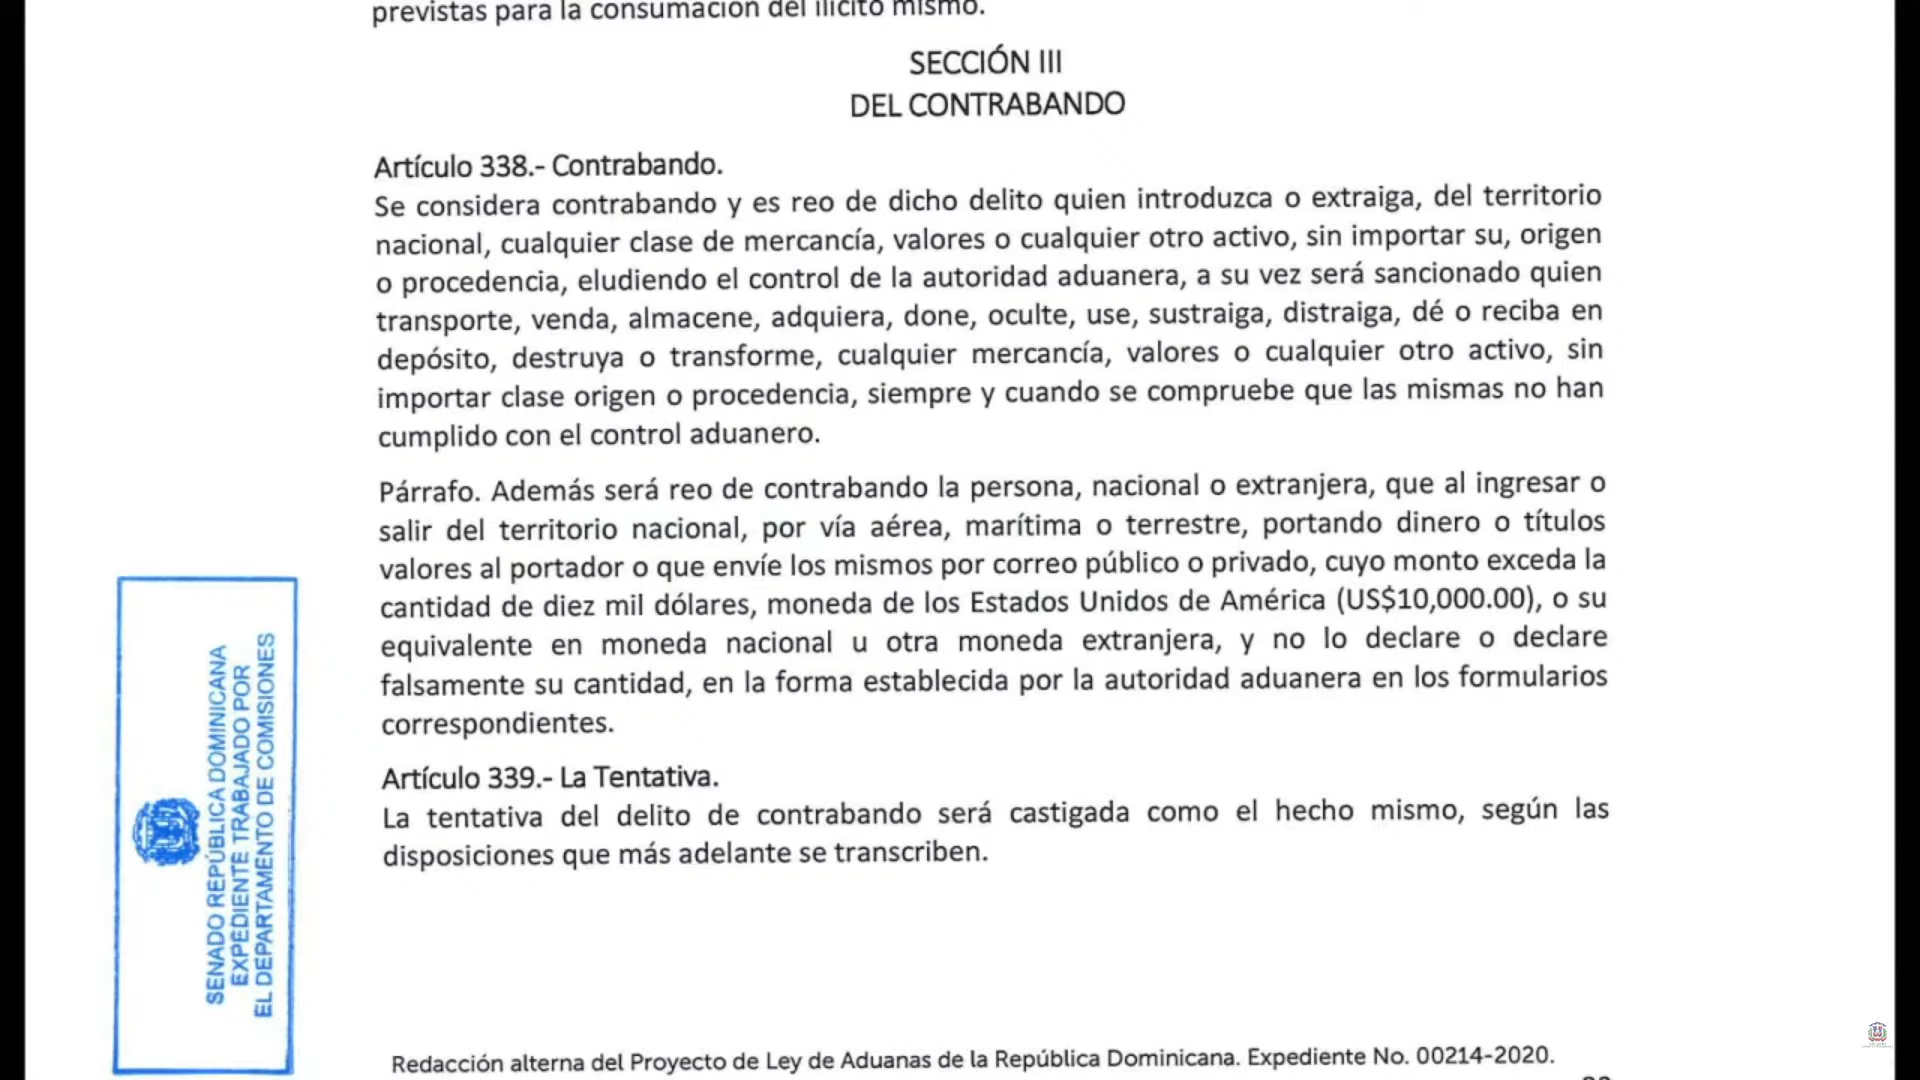 previstas para la consumación del ilícito mismo.
SECCIÓN III
DEL CONTRABANDO
Artículo 338.- Contrabando.
Se considera contrabando y es reo de dicho delito quien introduzca o extraiga, del territorio
nacional, cualquier clase de mercancía, valores o cualquier otro activo, sin importar su, origen
o procedencia, eludiendo el control de la autoridad aduanera, a su vez será sancionado quien
transporte, venda, almacene, adquiera, done, oculte, use, sustraiga, distraiga, dé o reciba en
depósito, destruya o transforme, cualquier mercancía, valores o cualquier otro activo, sin
importar clase origen o procedencia, siempre y cuando se compruebe que las mismas no han
cumplido con el control aduanero.
Párrafo. Además será reo de contrabando la persona, nacional o extranjera, que al ingresar o
salir del territorio nacional, por vía aérea, marítima o terrestre, portando dinero o títulos
valores al portador o que envíe los mismos por correo público o privado, cuyo monto exceda la
cantidad de diez mil dólares, moneda de los Estados Unidos de América (US$10,000.00), o su
equivalente en moneda nacional u otra moneda extranjera, y no lo declare o declare
falsamente su cantidad, en la forma establecida por la autoridad aduanera en los formularios
correspondientes.
Artículo 339.- La Tentativa.
La tentativa del delito de contrabando será castigada como el hecho mismo, según las
disposiciones que más adelante se transcriben.
SENADO REPÚBLICA DOMINICANA
EXPEDIENTE TRABAJADO POR
EL DEPARTAMENTO DE COMISIONES
Redacción alterna del Proyecto de Ley de Aduanas de la República Dominicana. Expediente No. 00214-2020.